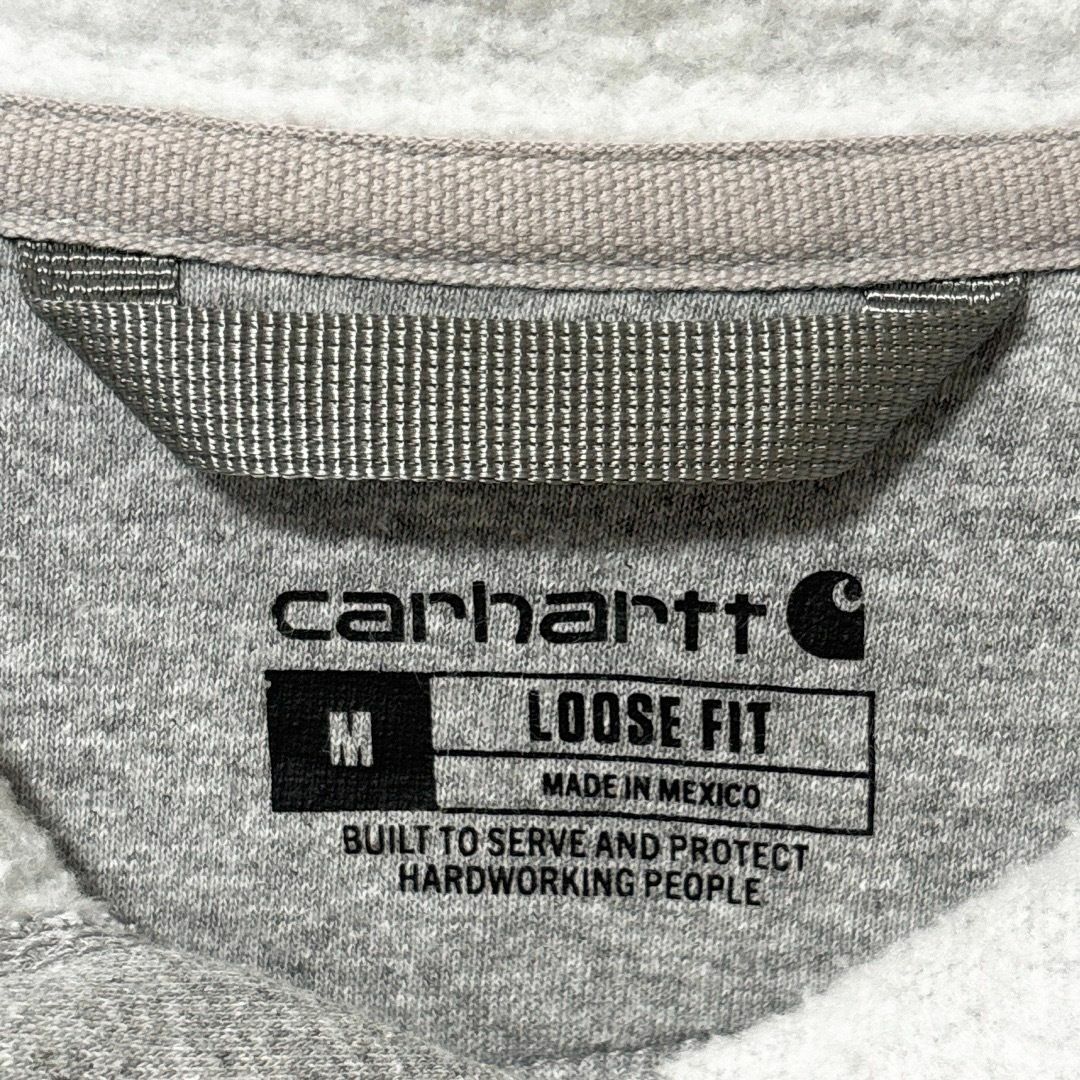 carhartt
M
LOOSE FIT
MADE IN MEXICO
BUILT TO SERVE AND PROTECT
HARDWORKING PEOPLE